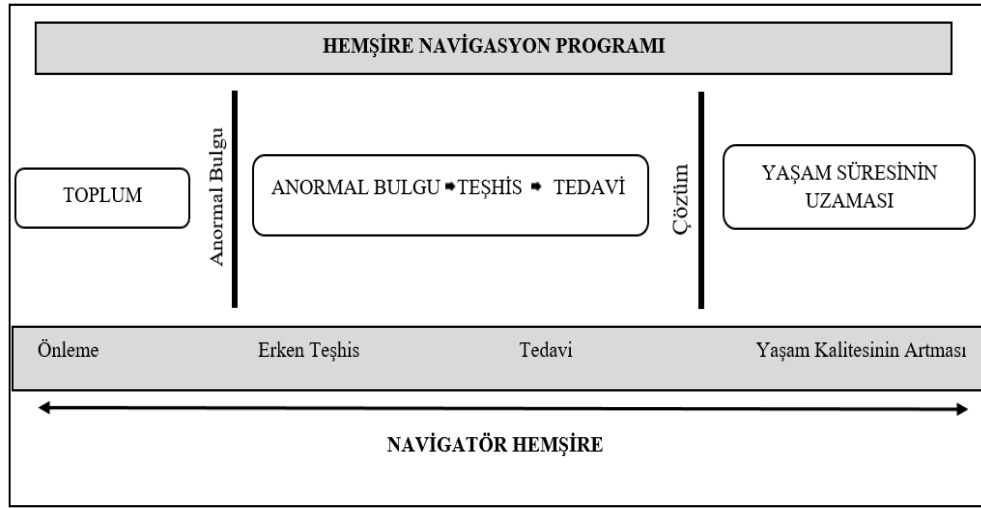 HEMŞİRE NAVİGASYON PROGRAMI
TOPLUM
Anormal Bulgu
ANORMAL BULGU ➨ TEŞHİS ➨ TEDAVİ
Çözüm
YAŞAM SÜRESİNİN
UZAMASI
Önleme Erken Teşhis Tedavi Yaşam Kalitesinin Artması
NAVİGATÖR HEMŞİRE